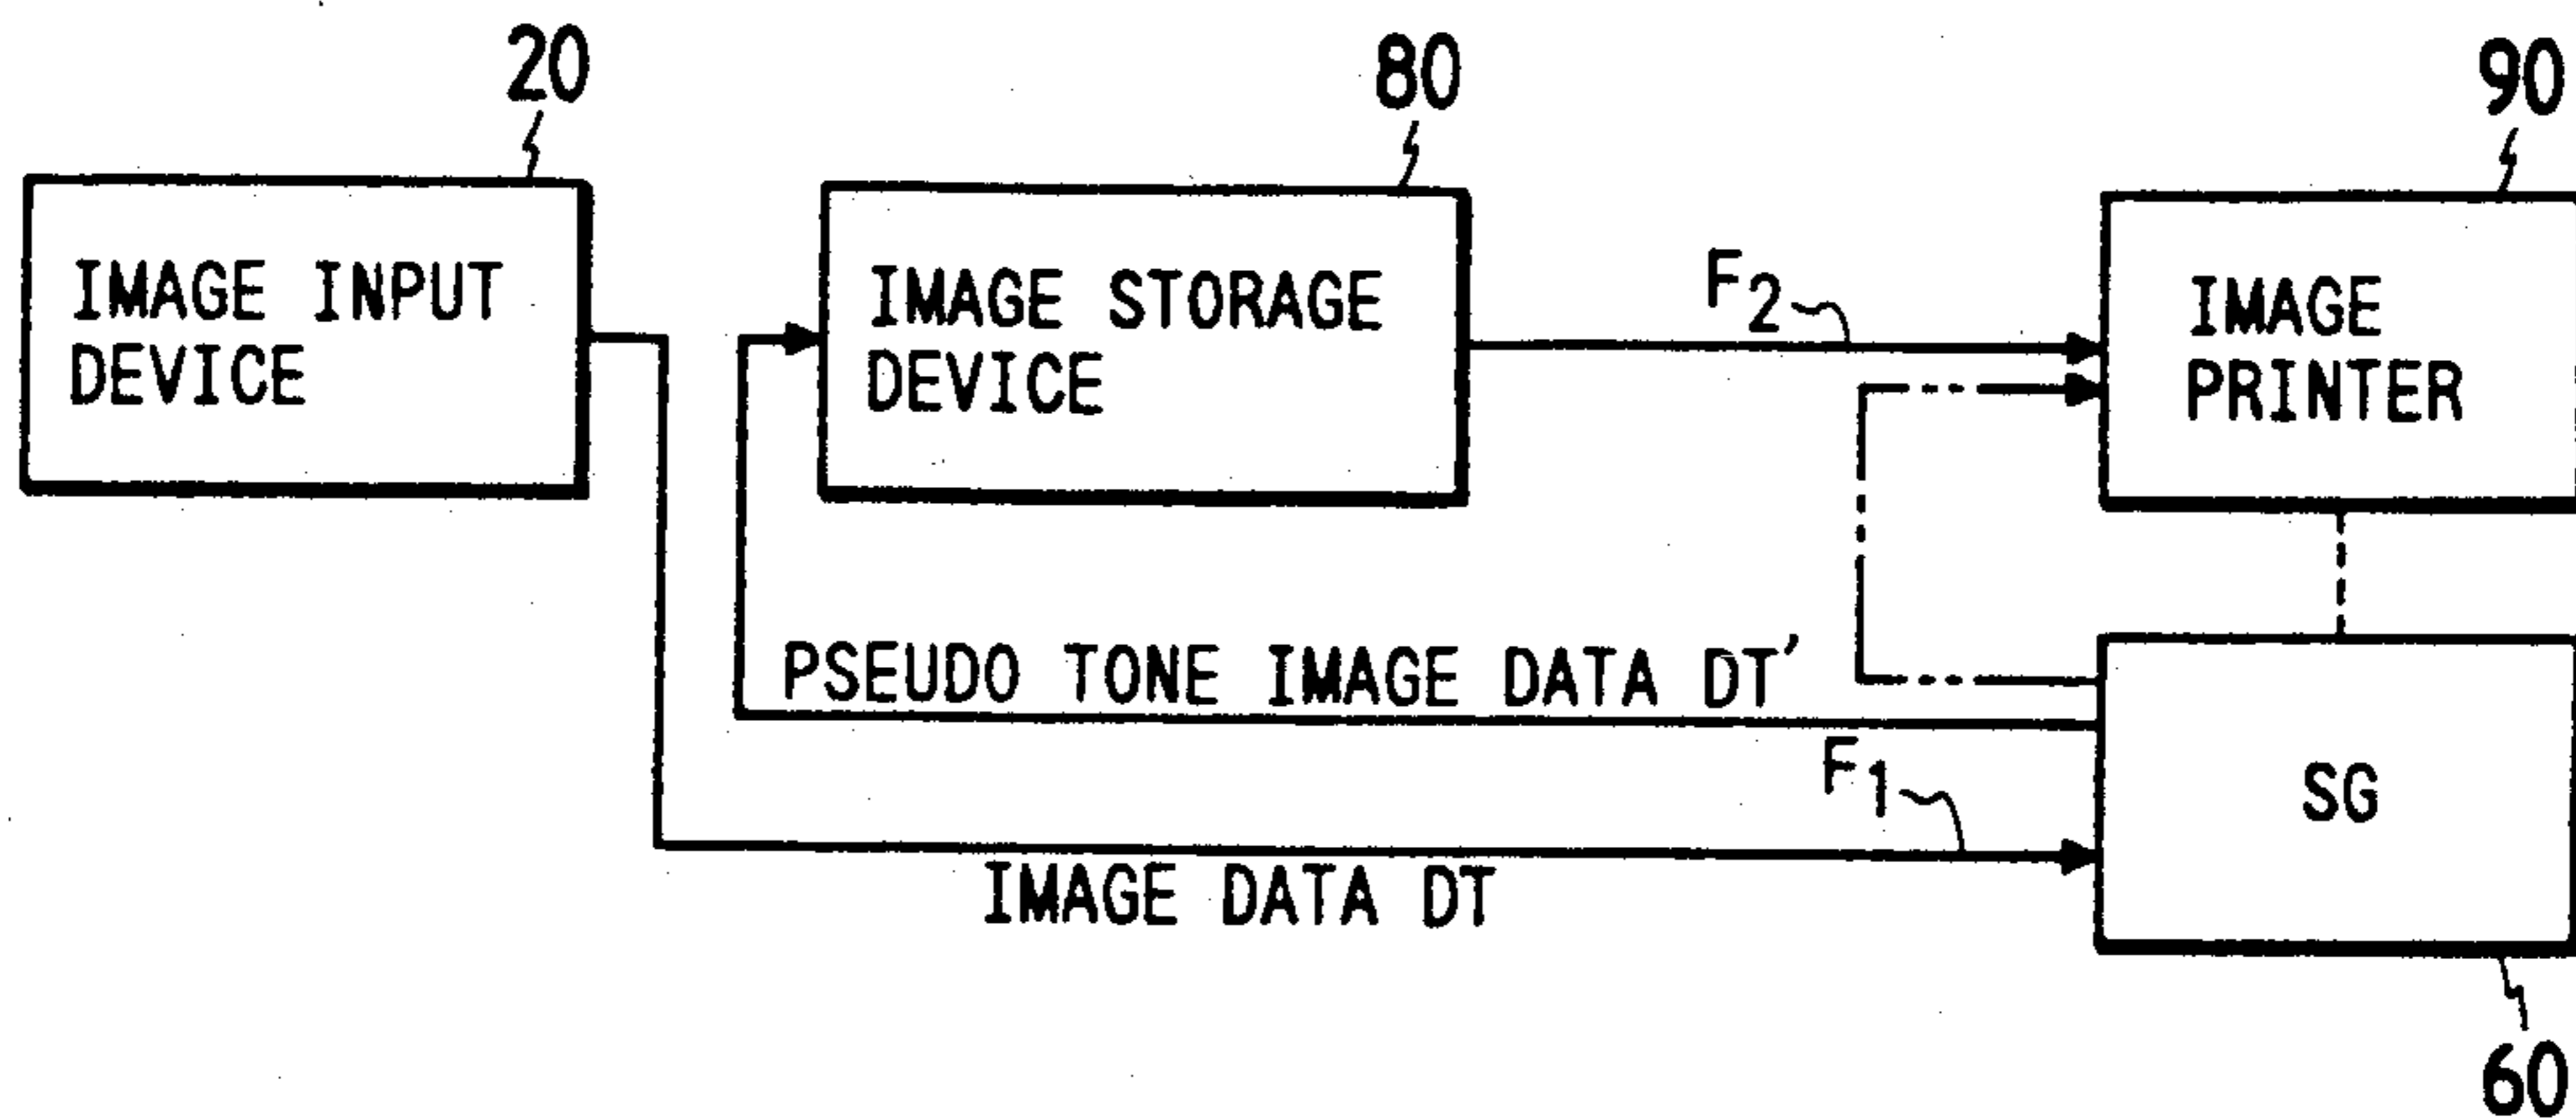 20
80
90
IMAGE INPUT
DEVICE
IMAGE STORAGE
DEVICE
F2
IMAGE
PRINTER
PSEUDO TONE IMAGE DATA DT'
F1
SG
IMAGE DATA DT
60